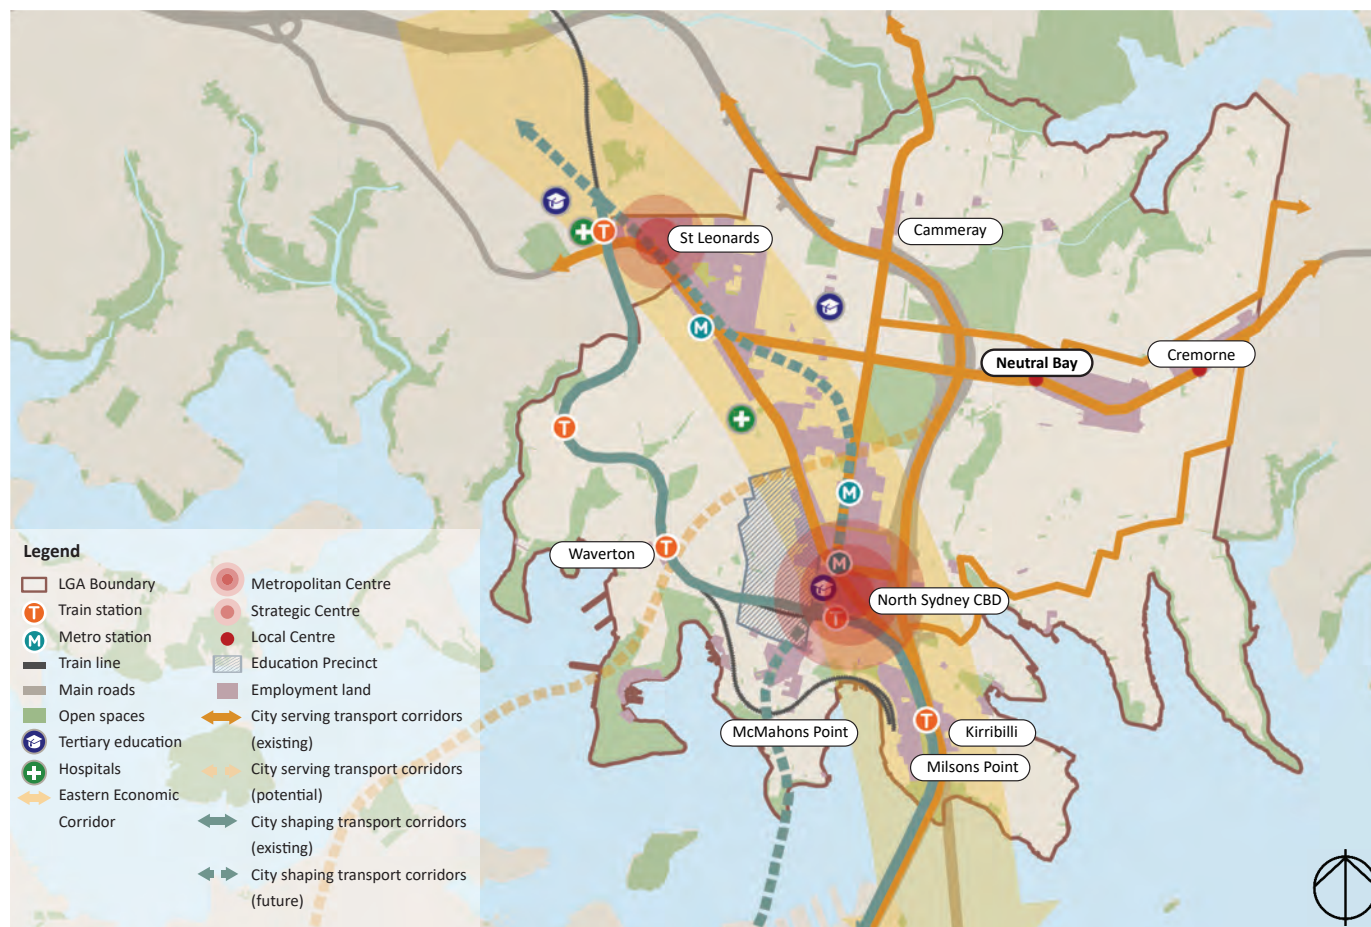 St Leonards
Cammeray
Neutral Bay
Cremorne
Waverton
North Sydney CBD
McMahons Point
Kirribilli
Milsons Point
T
M
T
T
M
M
T
T
Legend
LGA Boundary
T Train station
M Metro station
Train line
Main roads
Open spaces
Tertiary education
Hospitals
Eastern Economic
Corridor
Metropolitan Centre
Strategic Centre
Local Centre
Education Precinct
Employment land
City serving transport corridors
(existing)
City serving transport corridors
(potential)
City shaping transport corridors
(existing)
City shaping transport corridors
(future)